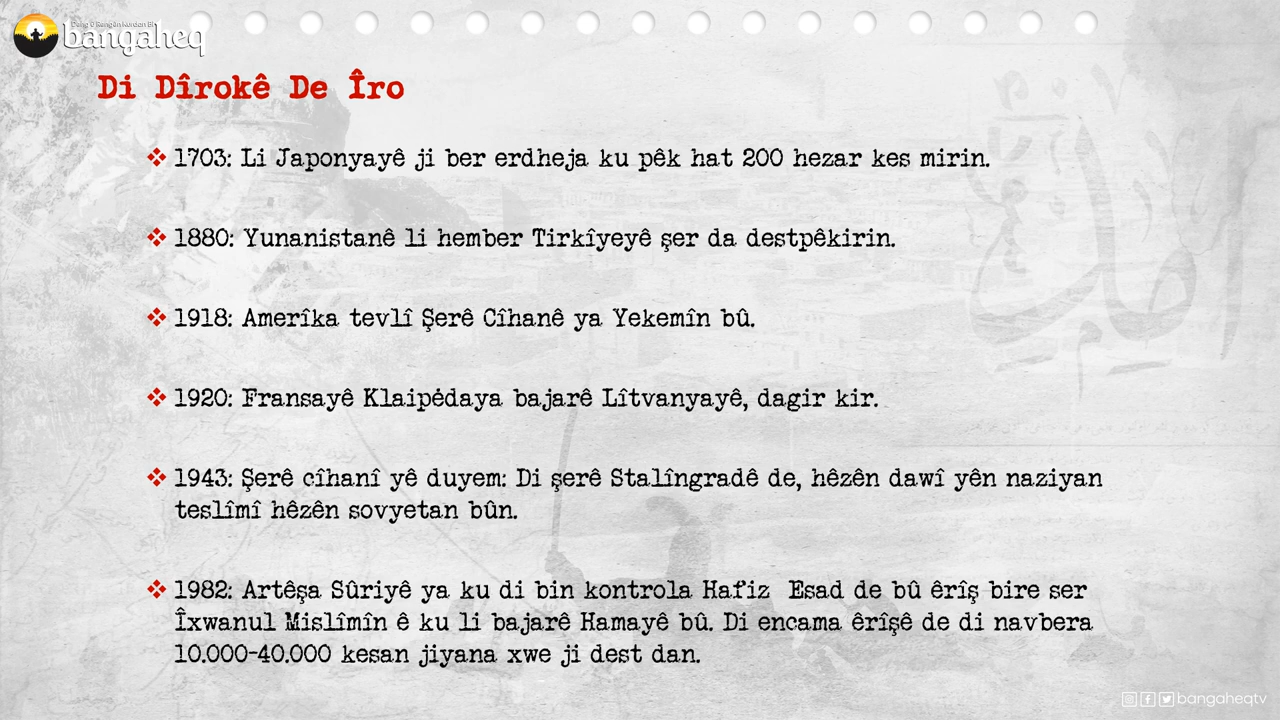 Deng û Rengên Kurdan Bi
bangaheq
Di Dîrokê De Îro
1703: Li Japonyayê ji ber erdheja ku pêk hat 200 hezar kes mirin.
1880: Yunanistanê li hember Tirkîyeyê şer da destpêkirin.
1918: Amerîka tevlî Şerê Cîhanê ya Yekemîn bû.
1920: Fransayê Klaipėdaya bajarê Lîtvanyayê, dagir kir.
1943: Şerê cîhanî yê duyem: Di şerê Stalîngradê de, hêzên dawî yên naziyan
teslîmî hêzên sovyetan bûn.
1982: Artêşa Sûriyê ya ku di bin kontrola Hafiz Esad de bû êrîş bire ser
Îxwanul Mislîmîn ê ku li bajarê Hamayê bû. Di encama êrîşê de di navbera
10.000-40.000 kesan jiyana xwe ji dest dan.
bangaheqtv